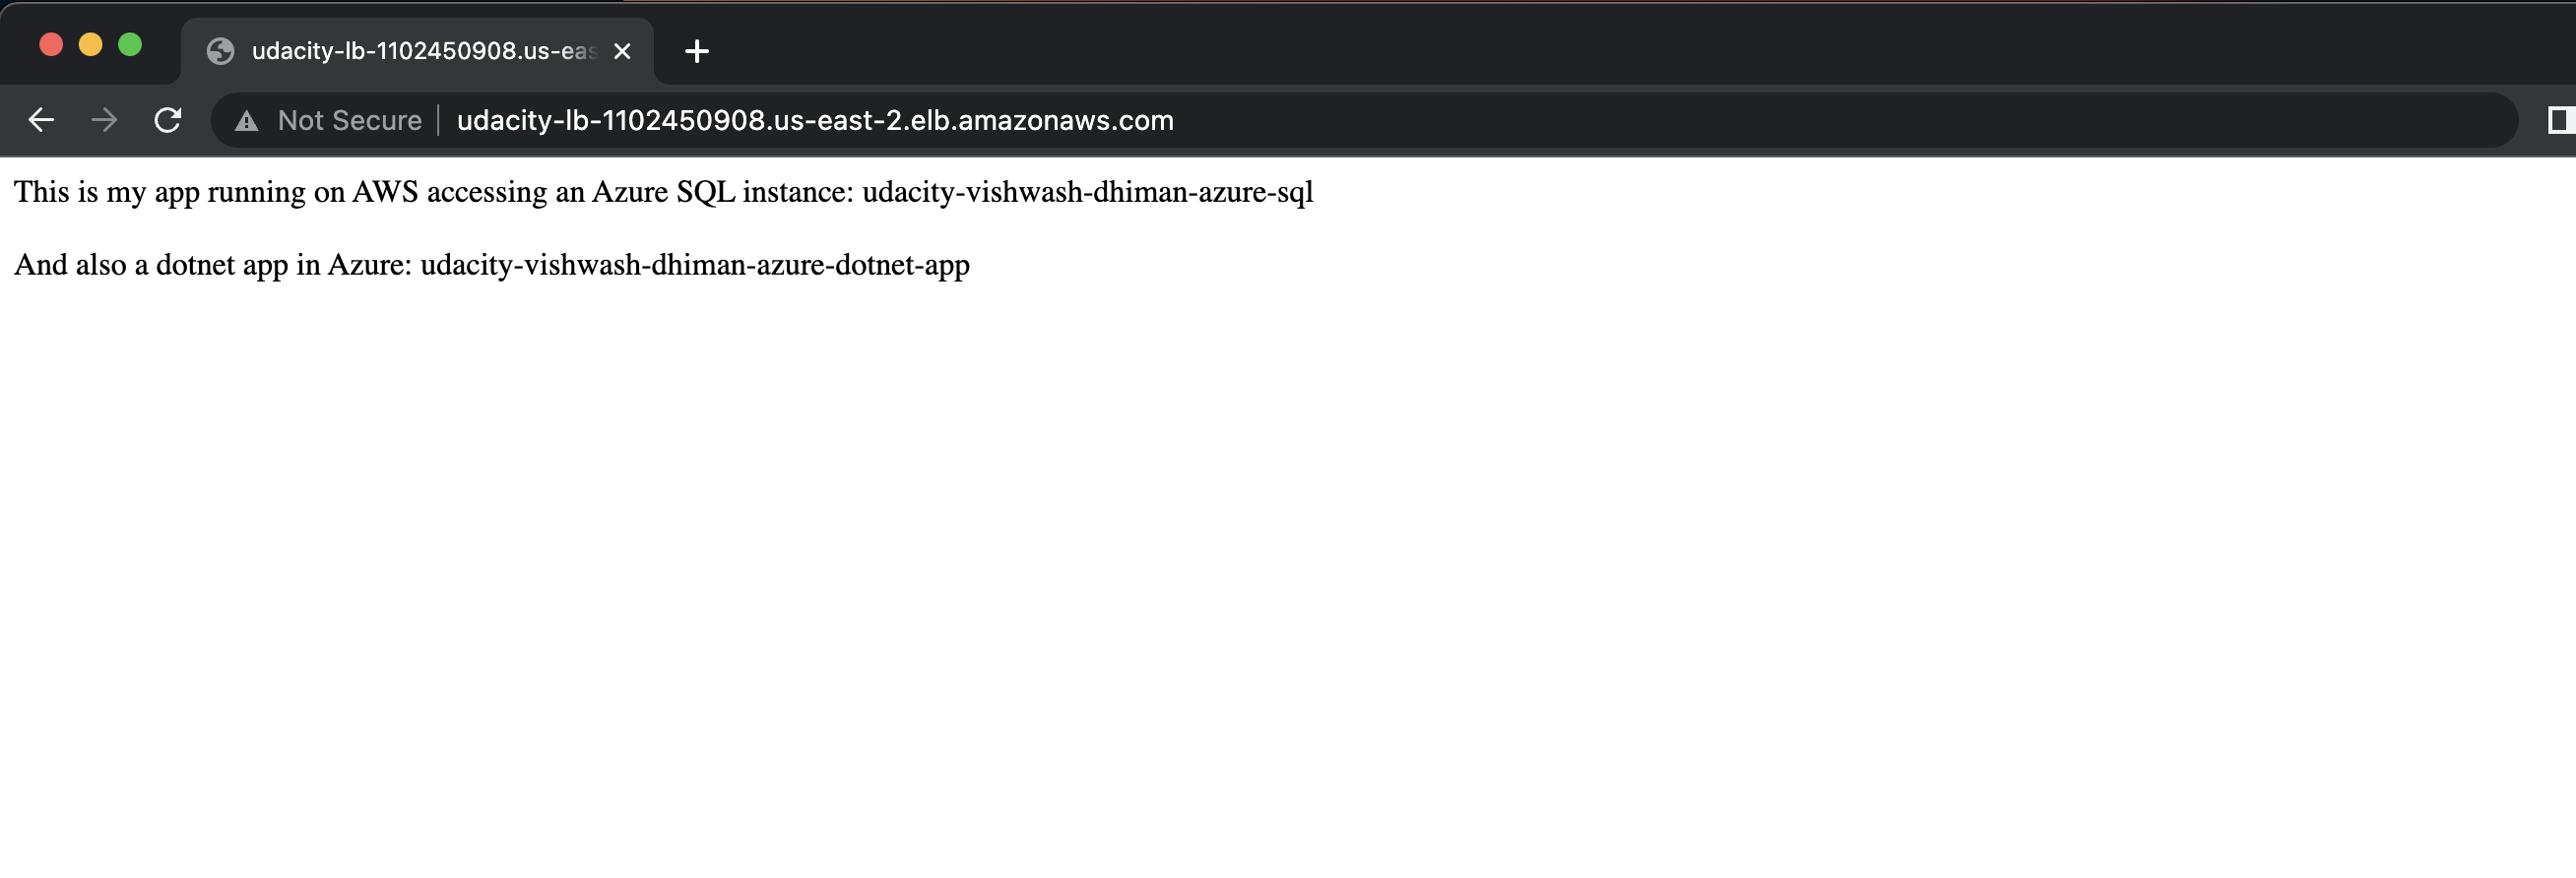 udacity-lb-1102450908.us-eas
Not Secure udacity-lb-1102450908.us-east-2.elb.amazonaws.com
This is my app running on AWS accessing an Azure SQL instance: udacity-vishwash-dhiman-azure-sql
And also a dotnet app in Azure: udacity-vishwash-dhiman-azure-dotnet-app